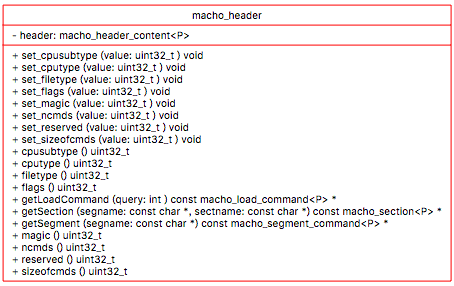 macho_header
- header: macho_header_content<P>
+ set_cpusubtype (value: uint32_t ) void
+ set_cputype (value: uint32_t ) void
+ set_filetype (value: uint32_t ) void
+ set_flags (value: uint32_t ) void
+ set_magic (value: uint32_t ) void
+ set_ncmds (value: uint32_t ) void
+ set_reserved (value: uint32_t ) void
+ set_sizeofcmds (value: uint32_t ) void
+ cpusubtype () uint32_t
+ cputype () uint32_t
+ filetype () uint32_t
+ flags () uint32_t
+ getLoadCommand (query: int ) const macho_load_command<P> *
+ getSection (segname: const char *, sectname: const char *) const macho_section<P> *
+ getSegment (segname: const char *) const macho_segment_command<P> *
+ magic () uint32_t
+ ncmds () uint32_t
+ reserved () uint32_t
+ sizeofcmds () uint32_t